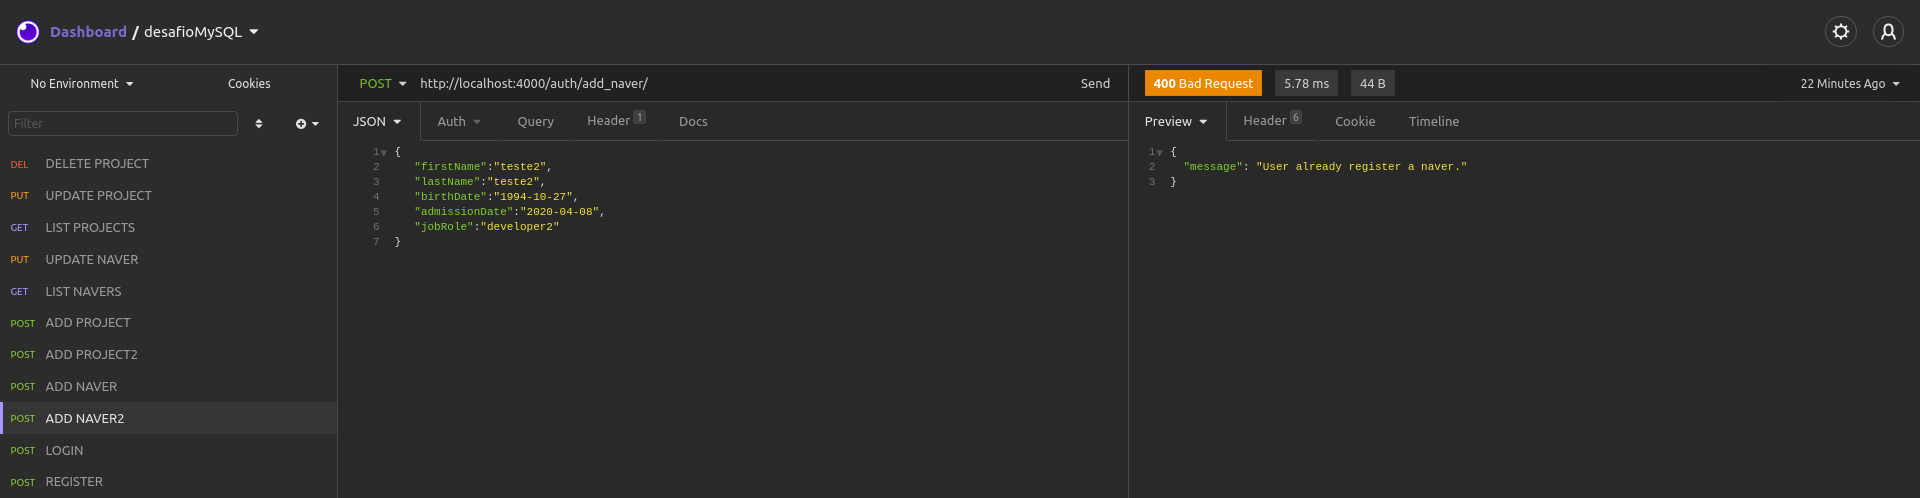 Dashboard / desafioMySQL
No Environment
Cookies
Filter
DEL DELETE PROJECT
PUT UPDATE PROJECT
GET LIST PROJECTS
PUT UPDATE NAVER
GET LIST NAVERS
POST ADD PROJECT
POST ADD PROJECT2
POST ADD NAVER
POST ADD NAVER2
POST LOGIN
POST REGISTER
POST http://localhost:4000/auth/add_naver/ Send
JSON Auth Query Header 1 Docs
1 {
2 "firstName":"teste2",
3 "lastName":"teste2",
4 "birthDate":"1994-10-27",
5 "admissionDate":"2020-04-08",
6 "jobRole":"developer2"
7 }
400 Bad Request 5.78 ms 44 B 22 Minutes Ago
Preview Header 6 Cookie Timeline
1 {
2 "message": "User already register a naver."
3 }